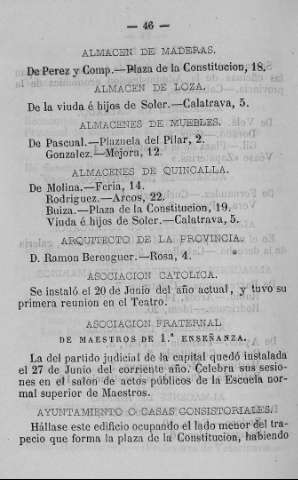 — 46 —
ALMACEN DE MADERAS.
De Perez y Comp.—Plaza de la Constitucion, 18.
ALMACEN DE LOZA.
De la viuda é hijos de Soler.—Calatrava, 5.
ALMACENES DE MUEBLES.
De Pascual.—Plazuela del Pilar, 2.
Gonzalez.—Mejora, 12.
ALMACENES DE QUINCALLA.
De Molina.—Feria, 14.
Rodriguez.—Arcos, 22.
Buiza.—Plaza de la Constitucion, 19.
Viuda é hijos de Soler.—Calatrava, 5.
ARQUITECTO DE LA PROVINCIA.
D. Ramon Berenguer.—Rosa, 4.
ASOCIACION CATOLICA.
Se instaló el 20 de Junio del año actual, y tuvo su
primera reunion en el Teatro.
ASOCIACION FRATERNAL
DE MAESTROS DE 1.ª ENSEÑANZA.
La del partido judicial de la capital quedó instalada
el 27 de Junio del corriente año. Celebra sus sesio-
nes en el salon de actos públicos de la Escuela nor-
mal superior de Maestros.
AYUNTAMIENTO O CASAS CONSISTORIALES.
Hállase este edificio ocupando el lado menor del tra-
pecio que forma la plaza de la Constitucion, habiendo